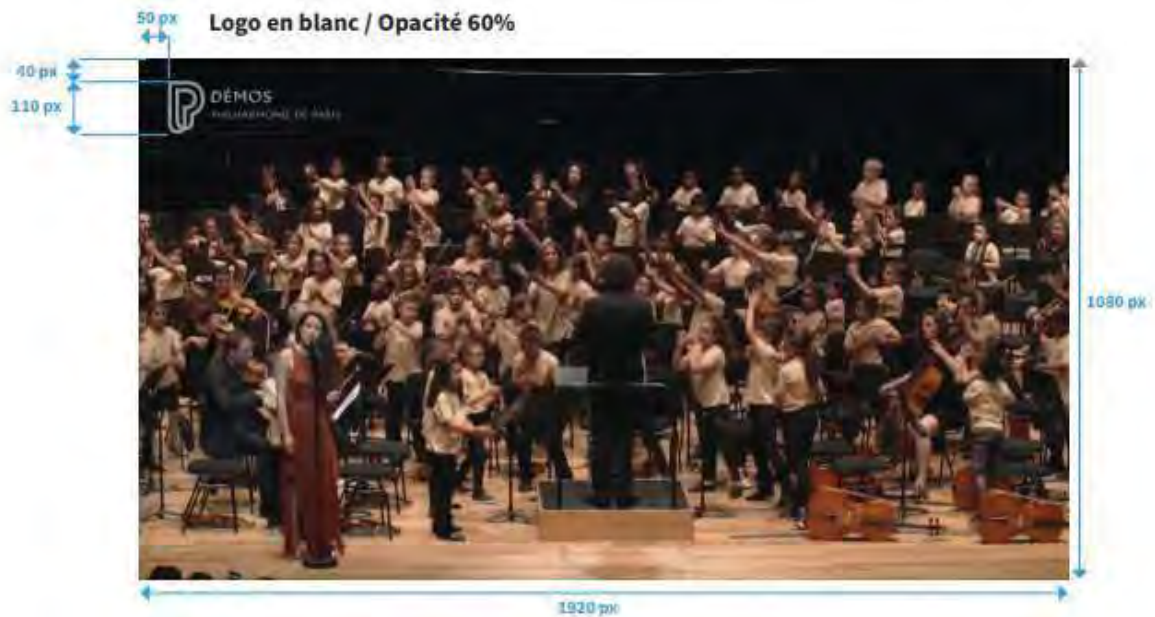 50 px
Logo en blanc / Opacité 60%
40 px
110 px
DÉMOS
PHILHARMONIE DE PARIS
1080 px
1920 px